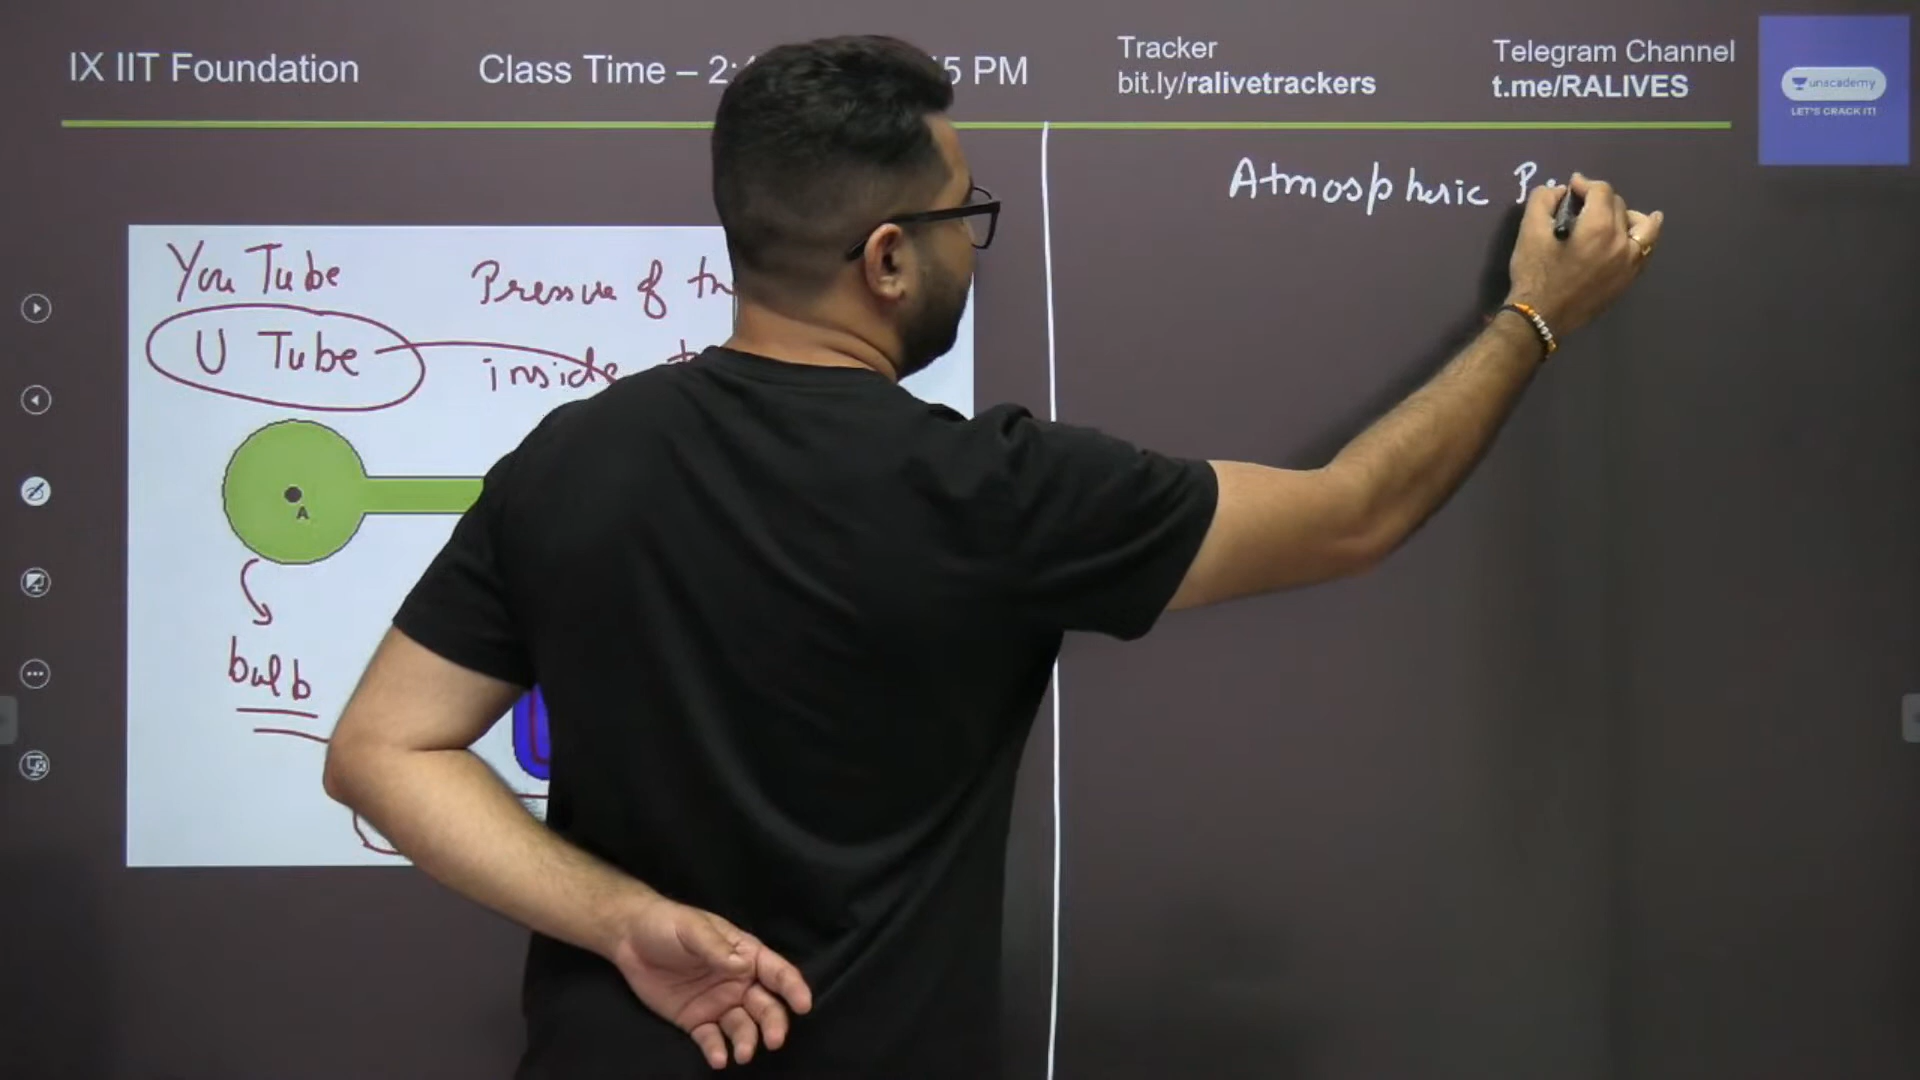 IX IIT Foundation
Class Time – 2: 5 PM
Tracker
bit.ly/ralivetrackers
Telegram Channel
t.me/RALIVES
unacademy
LET'S CRACK IT!
Atmospheric
You Tube
Pressure of
U Tube
inside
A
bulb